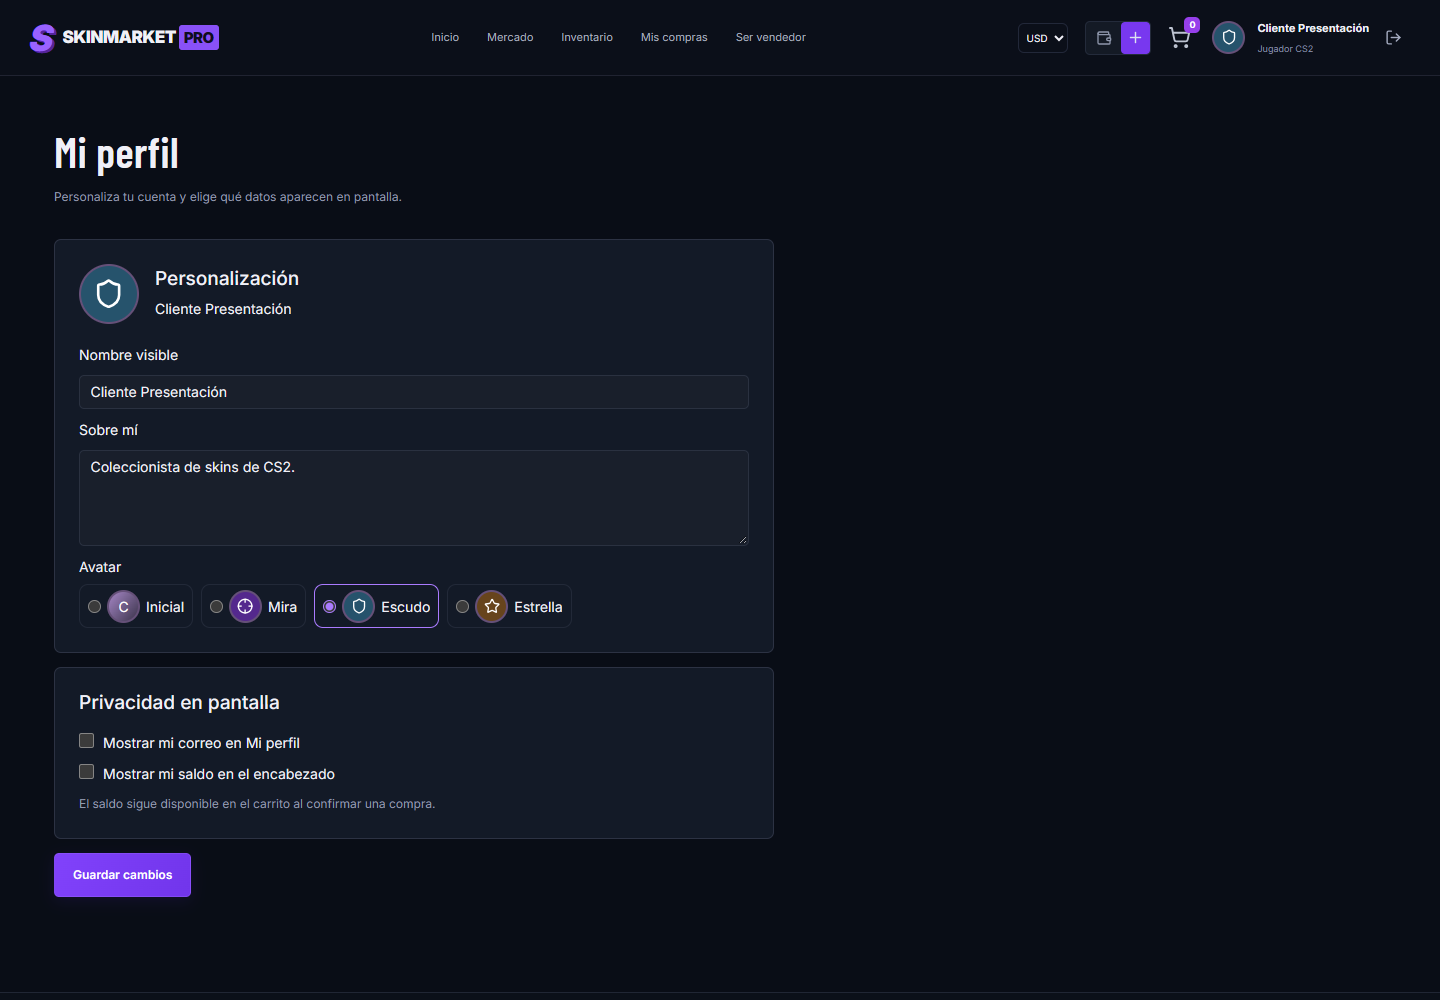 SKINMARKET PRO
Inicio
Mercado
Inventario
Mis compras
Ser vendedor
USD
0
Cliente Presentación
Jugador CS2
Mi perfil
Personaliza tu cuenta y elige qué datos aparecen en pantalla.
Personalización
Cliente Presentación
Nombre visible
Cliente Presentación
Sobre mí
Coleccionista de skins de CS2.
Avatar
C Inicial
Mira
Escudo
Estrella
Privacidad en pantalla
Mostrar mi correo en Mi perfil
Mostrar mi saldo en el encabezado
El saldo sigue disponible en el carrito al confirmar una compra.
Guardar cambios